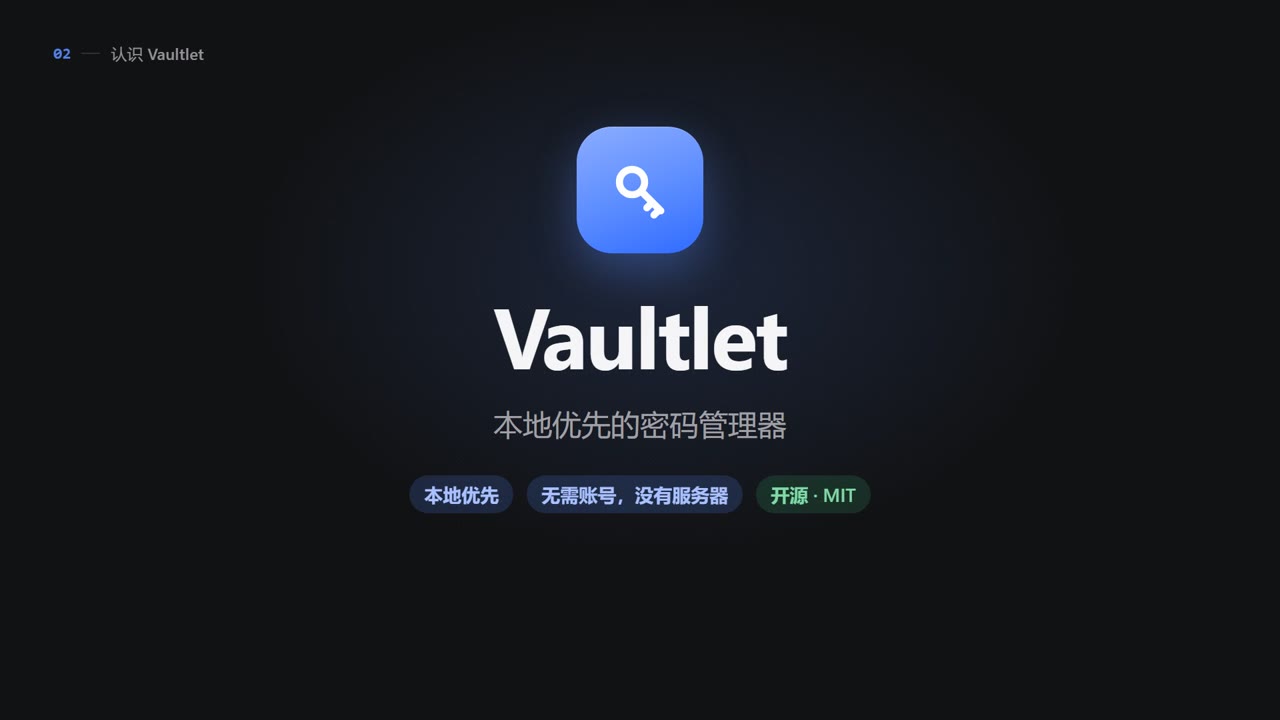 02 — 认识 Vaultlet
Vaultlet
本地优先的密码管理器
本地优先
无需账号，没有服务器
开源 · MIT